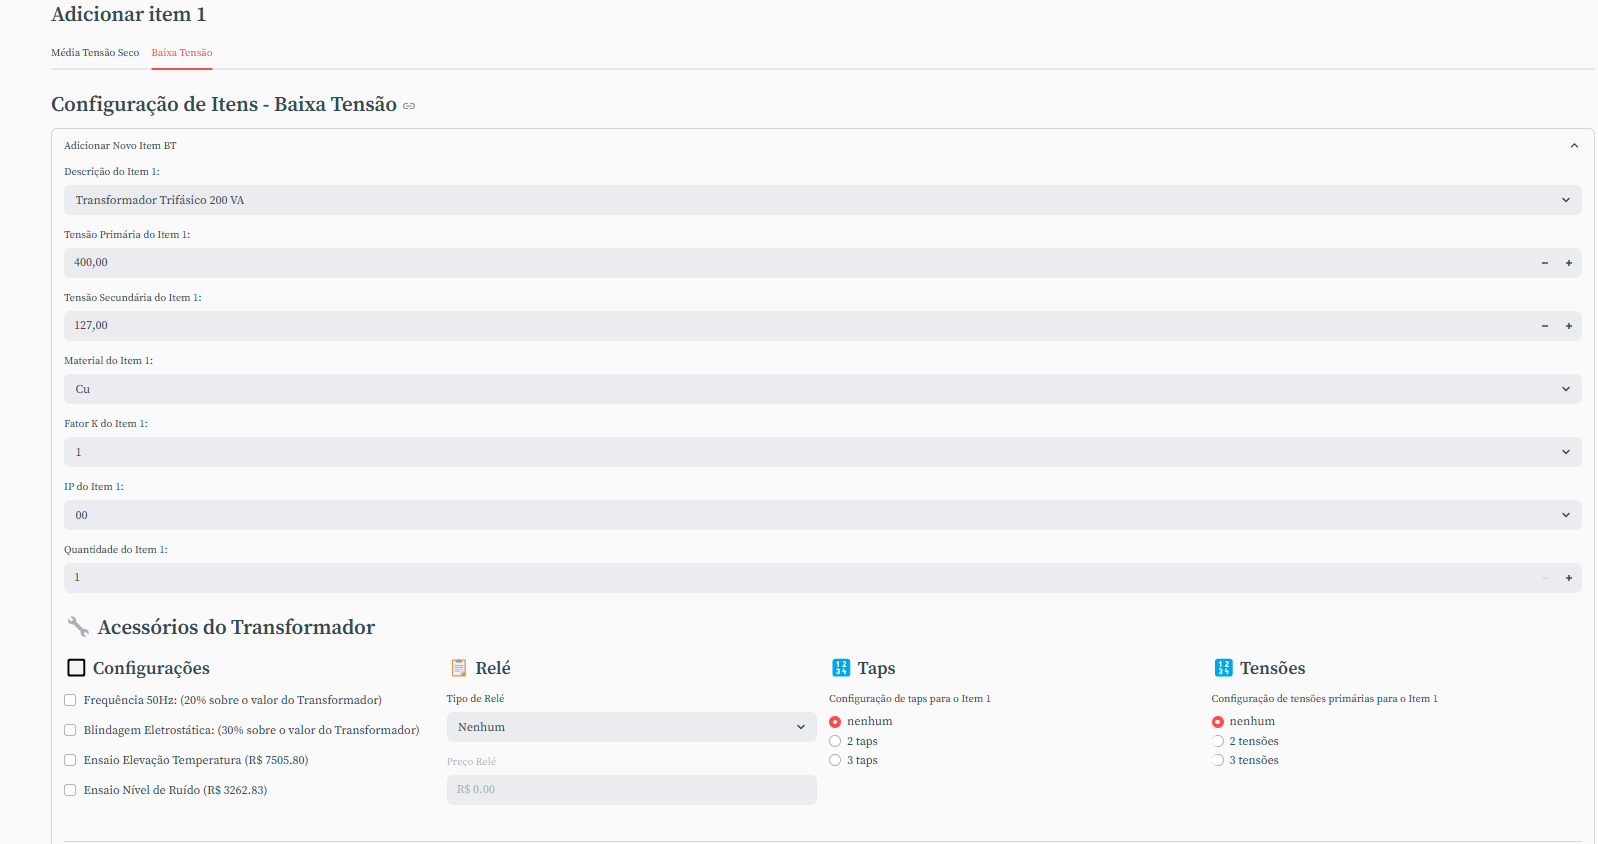 Adicionar item 1
Média Tensão Seco Baixa Tensão
Configuração de Itens - Baixa Tensão
Adicionar Novo Item BT
Descrição do Item 1:
Transformador Trifásico 200 VA
Tensão Primária do Item 1:
400,00
Tensão Secundária do Item 1:
127,00
Material do Item 1:
Cu
Fator K do Item 1:
1
IP do Item 1:
00
Quantidade do Item 1:
1
Acessórios do Transformador
Configurações
Frequência 50Hz: (20% sobre o valor do Transformador)
Blindagem Eletrostática: (30% sobre o valor do Transformador)
Ensaio Elevação Temperatura (R$ 7505.80)
Ensaio Nível de Ruído (R$ 3262.83)
Relé
Tipo de Relé
Nenhum
Preço Relé
R$ 0.00
Taps
Configuração de taps para o Item 1
nenhum
2 taps
3 taps
Tensões
Configuração de tensões primárias para o Item 1
nenhum
2 tensões
3 tensões